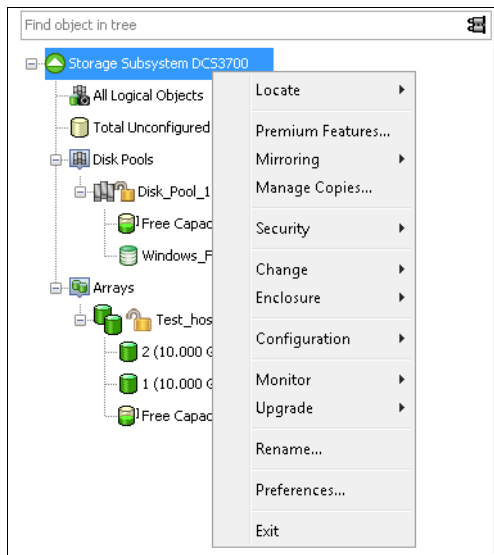 Find object in tree
Storage Subsystem DCS3700
All Logical Objects
Total Unconfigured
Disk Pools
Disk_Pool_1
Free Capac
Windows_F
Arrays
Test_hos
2 (10.000 G
1 (10.000 G
Free Capac
Locate
Premium Features...
Mirroring
Manage Copies...
Security
Change
Enclosure
Configuration
Monitor
Upgrade
Rename...
Preferences...
Exit